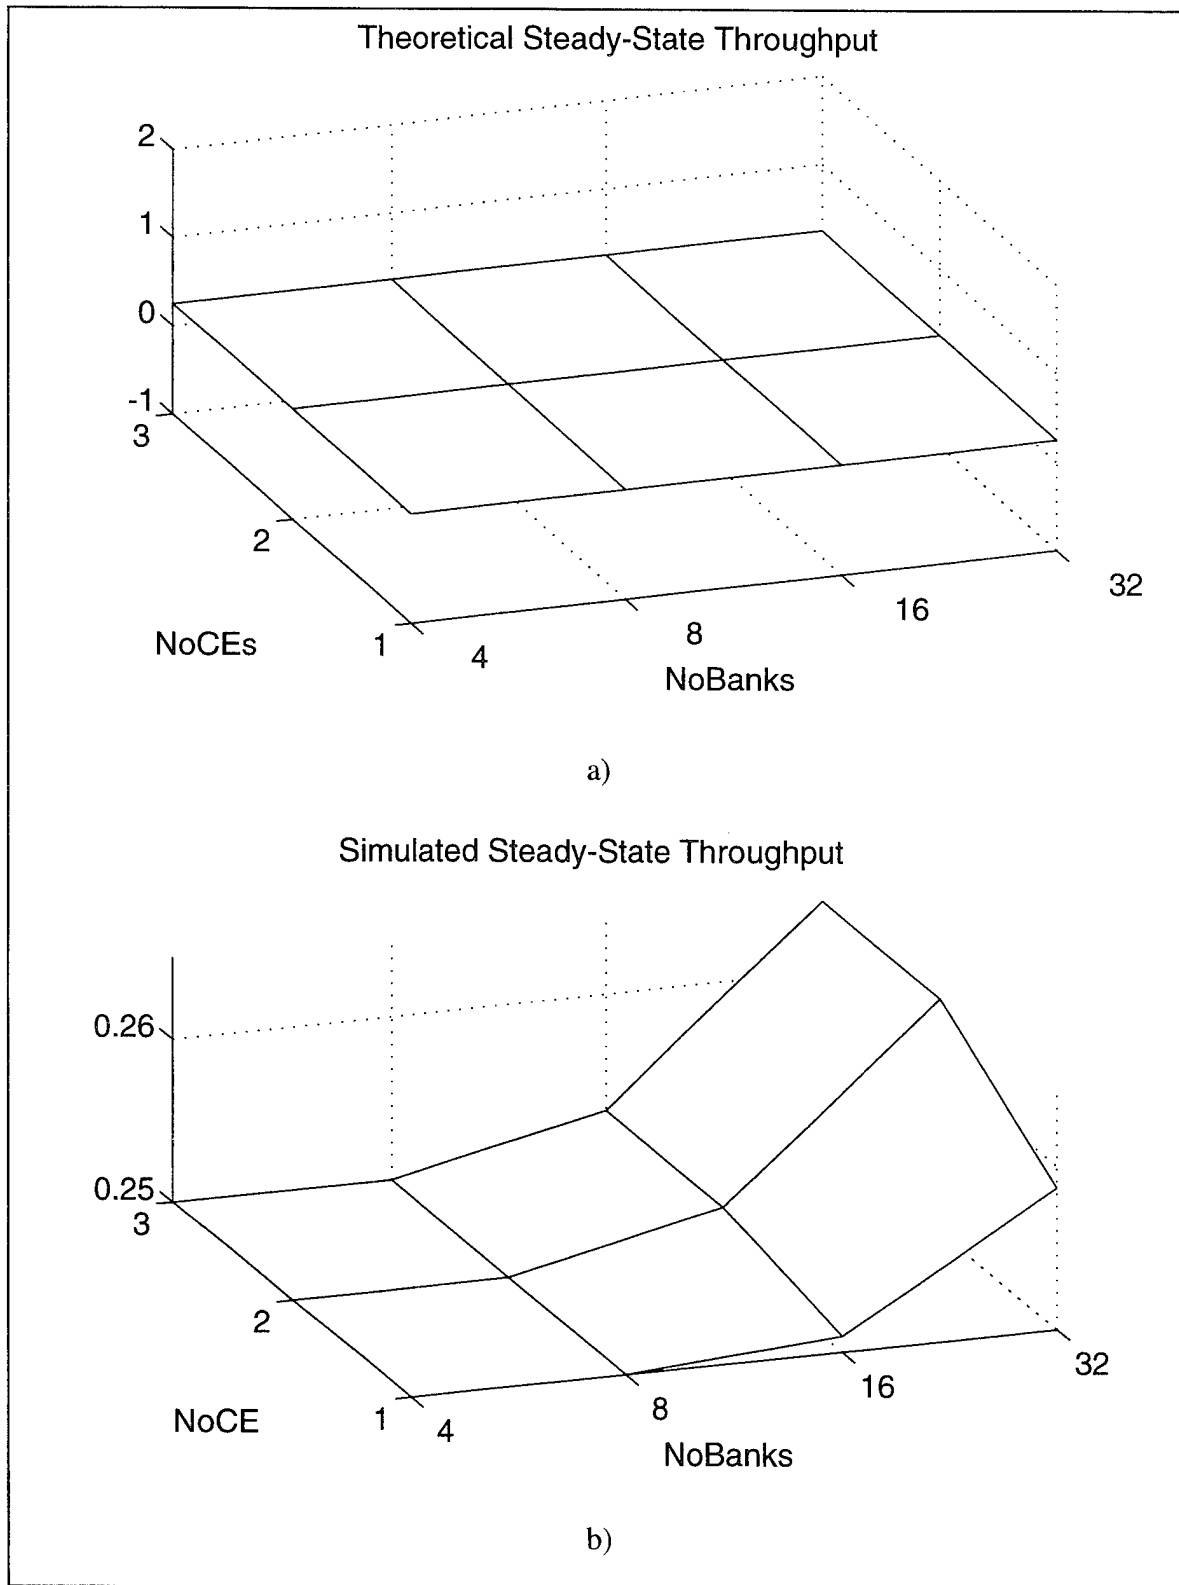 Theoretical Steady-State Throughput
2
1
0
-1
3
2
1
NoCEs
4
8
16
32
NoBanks
a)
Simulated Steady-State Throughput
0.26
0.25
3
2
1
NoCE
4
8
16
32
NoBanks
b)